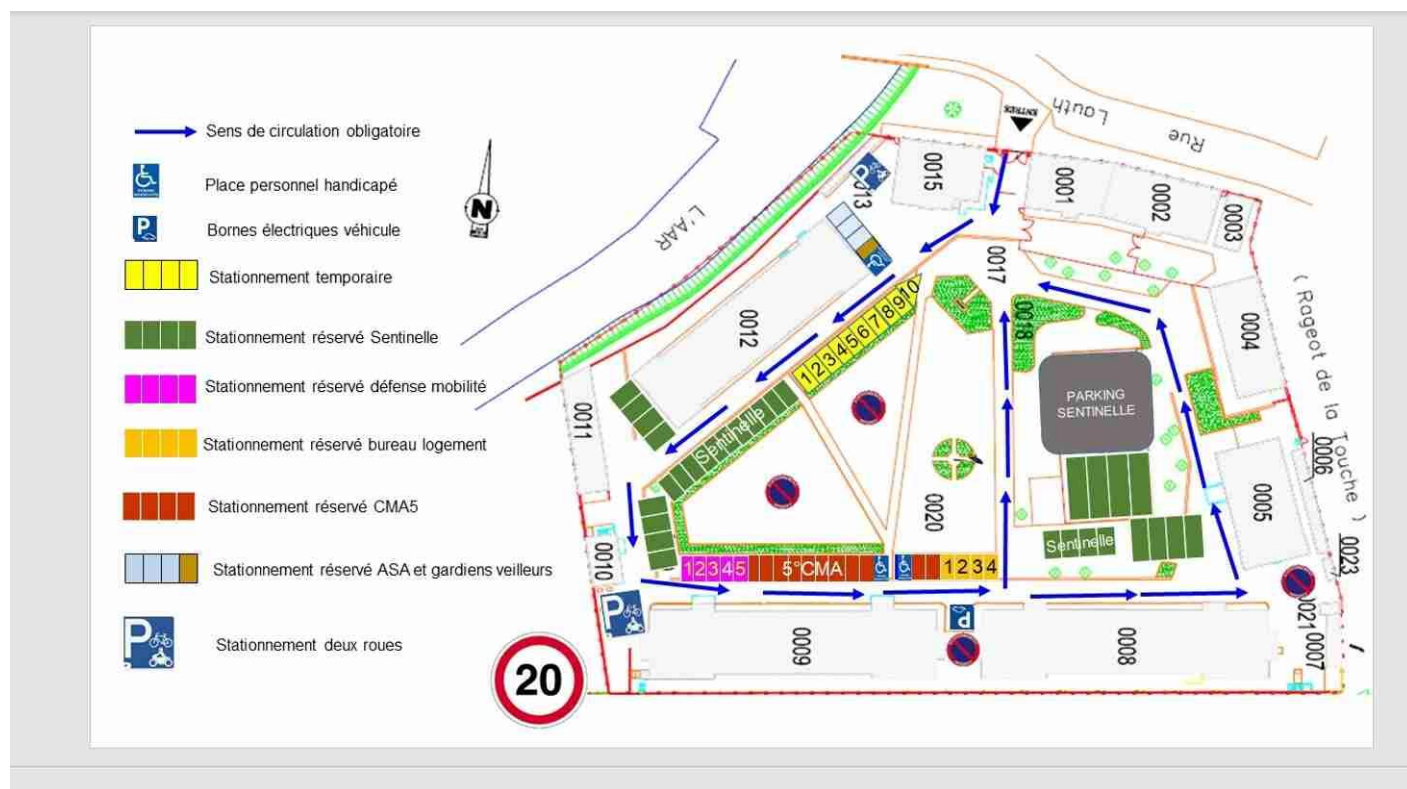 Sens de circulation obligatoire
Place personnel handicapé
P
Bornes électriques véhicule
Stationnement temporaire
Stationnement réservé Sentinelle
Stationnement réservé défense mobilité
Stationnement réservé bureau logement
Stationnement réservé CMA5
Stationnement réservé ASA et gardiens veilleurs
P
Stationnement deux roues
N
20
L'AAR
ENTRÉE
Rue Lauth
( Rageot de la Touche )
P
0013
0015
0001
0002
0003
0017
0018
0004
0012
1 2 3 4 5 6 7 8 9 10
PARKING
SENTINELLE
Sentinelle
0011
0006
0005
0020
0023
0010
Sentinelle
1 2 3 4 5
5°CMA
1 2 3 4
P
P
0009
0008
0021
0007